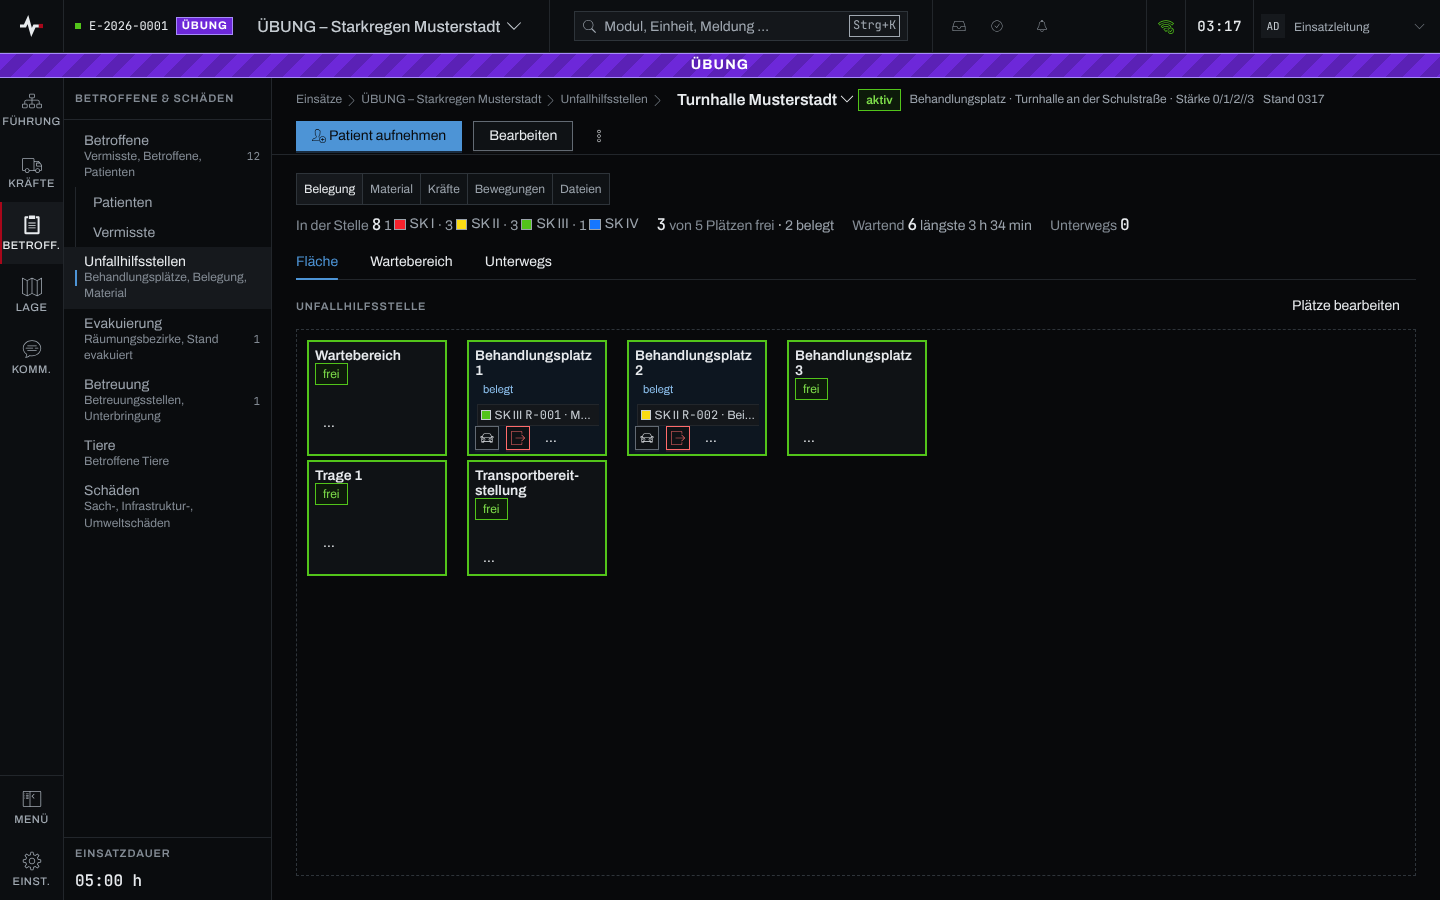 E-2026-0001 ÜBUNG ÜBUNG – Starkregen Musterstadt Modul, Einheit, Meldung ... Strg+K 03:17 AD Einsatzleitung
ÜBUNG
FÜHRUNG
KRÄFTE
BETROFF.
LAGE
KOMM.
MENÜ
EINST.
BETROFFENE & SCHÄDEN
Betroffene
Vermisste, Betroffene, 12
Patienten
Patienten
Vermisste
Unfallhilfsstellen
Behandlungsplätze, Belegung,
Material
Evakuierung
Räumungsbezirke, Stand 1
evakuiert
Betreuung
Betreuungsstellen, 1
Unterbringung
Tiere
Betroffene Tiere
Schäden
Sach-, Infrastruktur-,
Umweltschäden
EINSATZDAUER
05:00 h
Einsätze ÜBUNG – Starkregen Musterstadt Unfallhilfsstellen Turnhalle Musterstadt aktiv Behandlungsplatz · Turnhalle an der Schulstraße · Stärke 0/1/2//3 Stand 0317
Patient aufnehmen Bearbeiten
Belegung Material Kräfte Bewegungen Dateien
In der Stelle 8 1 SK I · 3 SK II · 3 SK III · 1 SK IV 3 von 5 Plätzen frei · 2 belegt Wartend 6 längste 3 h 34 min Unterwegs 0
Fläche Wartebereich Unterwegs
UNFALLHILFSSTELLE Plätze bearbeiten
Wartebereich
frei
...
Behandlungsplatz
1
belegt
SK III R-001 · M...
...
Behandlungsplatz
2
belegt
SK II R-002 · Bei...
...
Behandlungsplatz
3
frei
...
Trage 1
frei
...
Transportbereit-
stellung
frei
...